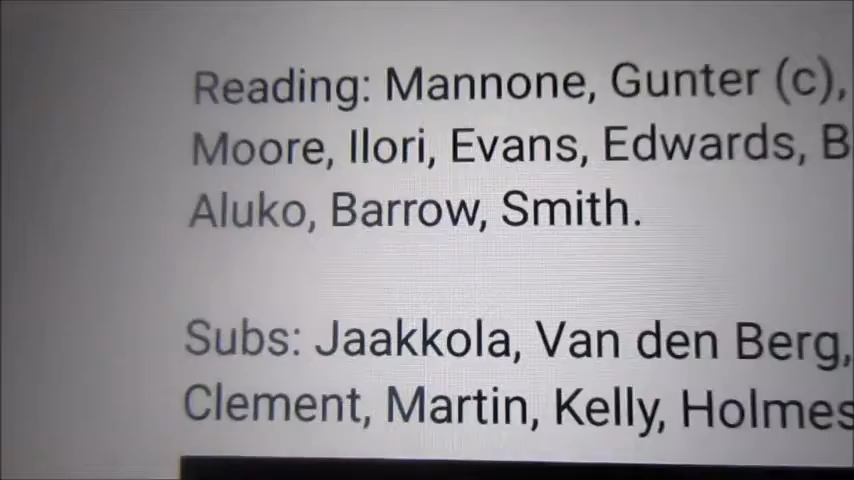 Reading: Mannone, Gunter (c),
Moore, Ilori, Evans, Edwards, B
Aluko, Barrow, Smith.
Subs: Jaakkola, Van den Berg,
Clement, Martin, Kelly, Holmes